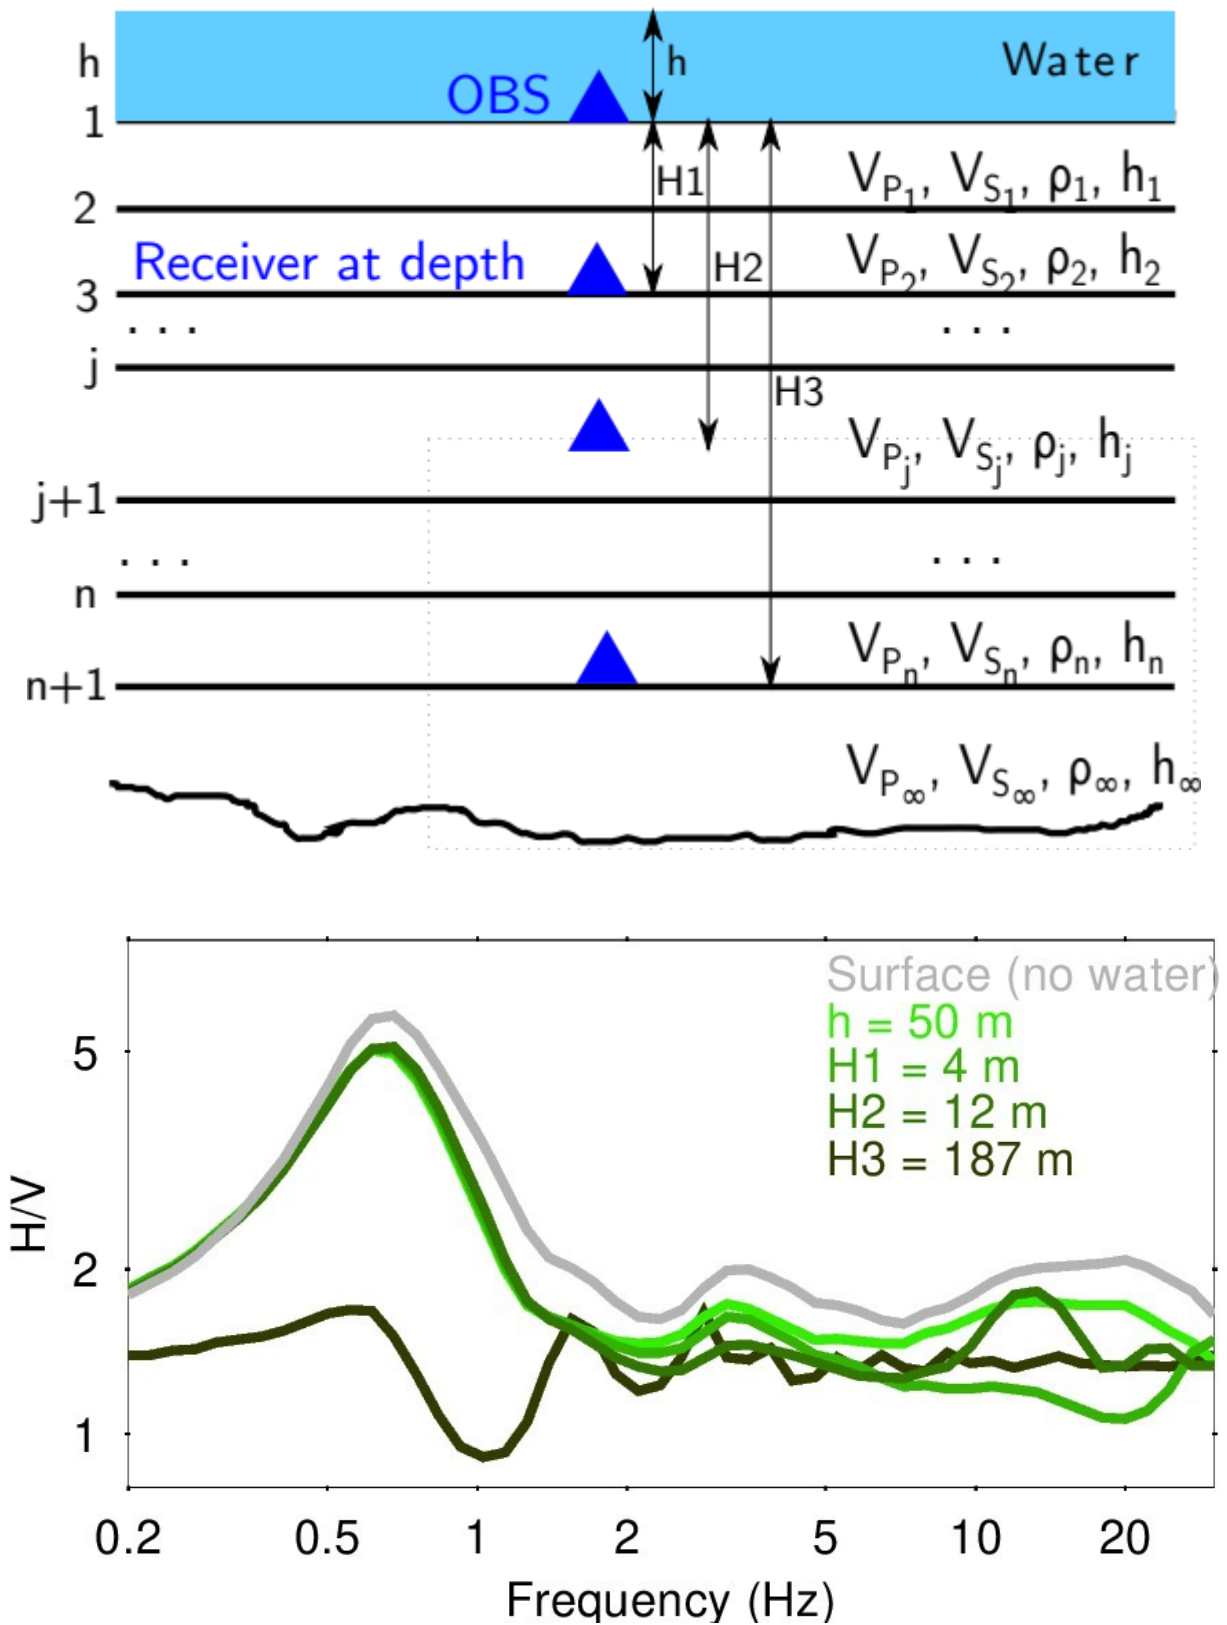 h
h
Water
OBS
1
H1
V_P₁, V_S₁, ρ₁, h₁
2
Receiver at depth
H2
V_P₂, V_S₂, ρ₂, h₂
3
. . .
. . .
j
H3
V_Pⱼ, V_Sⱼ, ρⱼ, hⱼ
j+1
. . .
. . .
n
V_Pₙ, V_Sₙ, ρₙ, hₙ
n+1
V_P∞, V_S∞, ρ∞, h∞
Surface (no water)
h = 50 m
H1 = 4 m
H2 = 12 m
H3 = 187 m
5
2
1
H/V
0.2 0.5 1 2 5 10 20
Frequency (Hz)